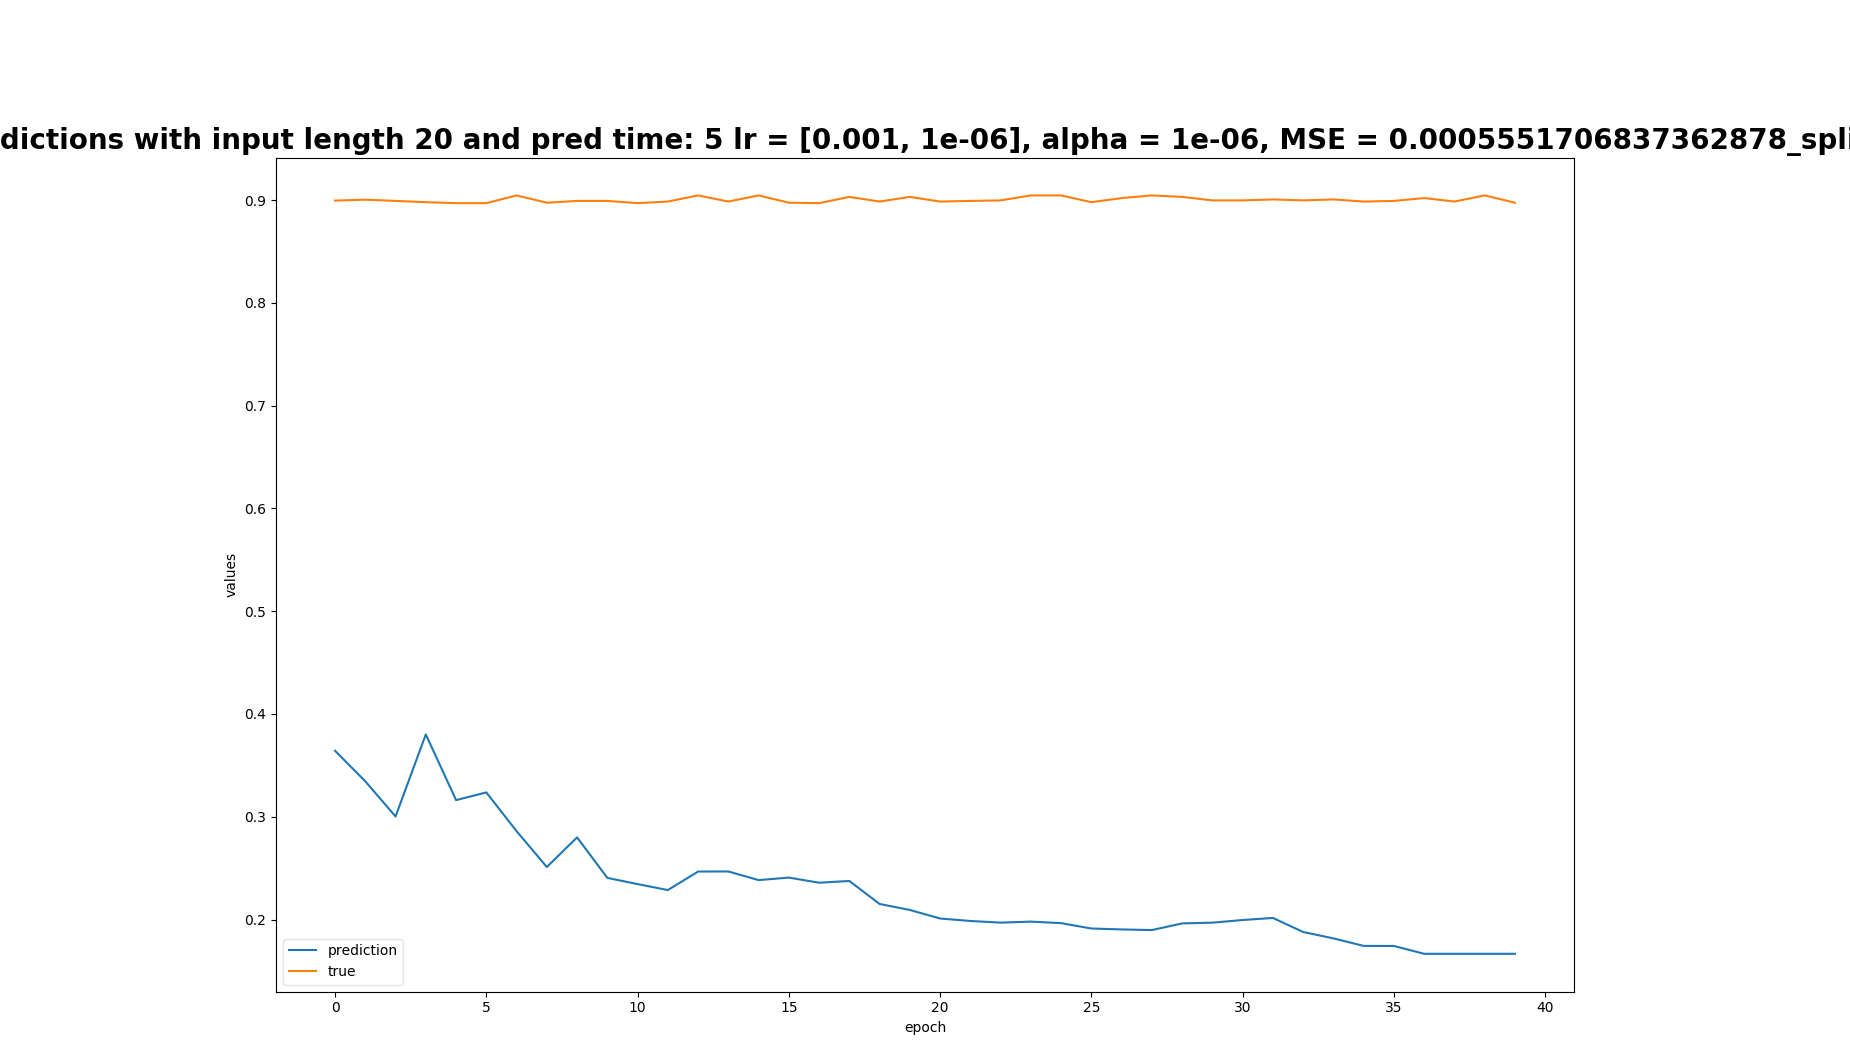 dictions with input length 20 and pred time: 5 lr = [0.001, 1e-06], alpha = 1e-06, MSE = 0.0005551706837362878_spli
0.9
0.8
0.7
0.6
0.5
0.4
0.3
0.2
values
prediction
true
0 5 10 15 20 25 30 35 40
epoch